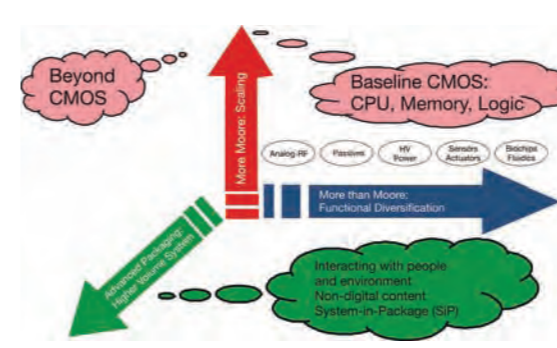 Beyond
CMOS
More Moore: Scaling
Baseline CMOS:
CPU, Memory, Logic
Analog-RF
Passives
HV
Power
Sensors
Actuators
Biochips
Fluidics
More than Moore:
Functional Diversification
Advanced Packaging:
Higher Volume System
Interacting with people
and environment
Non-digital content
System-in-Package (SiP)